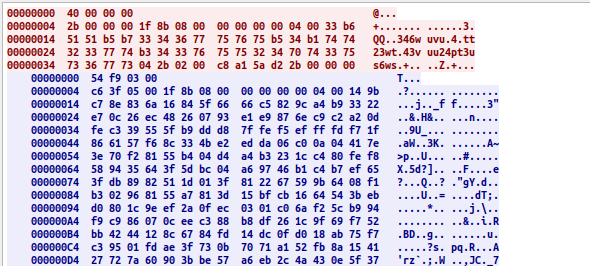 00000000 40 00 00 00 @...
00000004 2b 00 00 00 1f 8b 08 00 00 00 00 00 04 00 33 b6 +....... ......3.
00000014 51 51 b5 b7 33 34 36 77 75 76 75 b5 34 b1 74 74 QQ..346w uvu.4.tt
00000024 32 33 77 74 b3 34 33 76 75 75 32 34 70 74 33 75 23wt.43v uu24pt3u
00000034 73 36 77 73 04 2b 02 00 c8 a1 5a d2 2b 00 00 00 s6ws.+.. ..Z.+...
00000000 54 f9 03 00 T...
00000004 c6 3f 05 00 1f 8b 08 00 00 00 00 00 04 00 14 9b .?...... ........
00000014 c7 8e 83 6a 16 84 5f 66 66 c5 82 9c a4 b9 33 22 ...j.._f f.....3"
00000024 e7 0c 26 ec 48 26 07 93 e1 e9 87 6e c9 c2 a2 0d ..&.H&.. ...n....
00000034 fe c3 39 55 5f b9 dd d8 7f fe f5 ef ff fd f7 1f ..9U_... ........
00000044 86 61 57 f6 8c 33 4b e2 ed da 06 c0 0a 04 41 7e .aW..3K. ......A~
00000054 3e 70 f2 81 55 b4 04 d4 a4 b3 23 1c c4 80 fe f8 >p..U... ..#.....
00000064 58 94 35 64 3f 5d bc 04 a6 97 46 b1 c4 b7 ef 65 X.5d?].. ..F....e
00000074 3f db 89 82 51 1d 01 3f 81 22 67 59 9b 64 08 f1 ?...Q..? ."gY.d..
00000084 b3 02 96 81 55 a7 81 3d 15 bf cb 16 64 54 3b eb ....U..= ....dT;.
00000094 d0 80 1c 9e ef 2a 0f ec 03 01 c0 6a f2 5c b9 94 .....*.. ...j.\..
000000A4 f9 c9 86 07 0c ee c3 88 b8 df 26 1c 9f 69 f7 52 ........ ..&..i.R
000000B4 bb 42 44 12 8c 67 84 fd 14 dc 0f d0 18 ab 75 f7 .BD..g.. ......u.
000000C4 c3 95 01 fd ae 3f 73 0b 70 71 a1 52 fb 8a 15 41 .....?s. pq.R...A
000000D4 27 72 7a 60 90 3b be 57 a6 eb 2c 4a 43 0e 5f 37 'rz`.;.W ..,JC._7